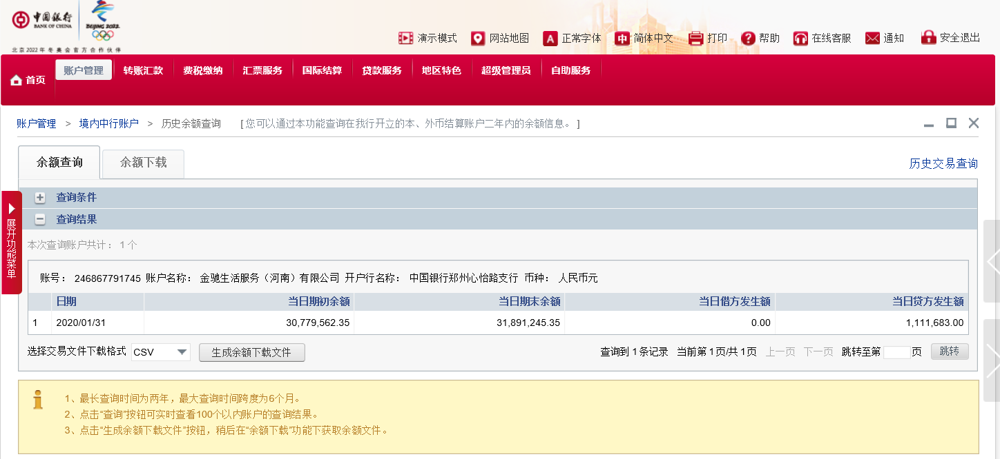 中国银行
BANK OF CHINA
BEIJING 2022
北京2022年冬奥会官方合作伙伴
演示模式 网站地图 A 正常字体 中 简体中文 打印 ? 帮助 在线客服 通知 安全退出
首页 账户管理 转账汇款 费税缴纳 汇票服务 国际结算 贷款服务 地区特色 超级管理员 自助服务
账户管理 > 境内中行账户 > 历史余额查询 [ 您可以通过本功能查询在我行开立的本、外币结算账户二年内的余额信息。 ]
余额查询 余额下载 历史交易查询
查询条件
查询结果
展开功能菜单
本次查询账户共计： 1 个
账号： 246867791745 账户名称： 金驰生活服务（河南）有限公司 开户行名称： 中国银行郑州心怡路支行 币种： 人民币元
日期 当日期初余额 当日期末余额 当日借方发生额 当日贷方发生额
1 2020/01/31 30,779,562.35 31,891,245.35 0.00 1,111,683.00
选择交易文件下载格式 CSV 生成余额下载文件 查询到 1 条记录 当前第 1 页/共 1 页 上一页 下一页 跳转至第 页 跳转
1、最长查询时间为两年，最大查询时间跨度为6个月。
2、点击“查询”按钮可实时查看100个以内账户的查询结果。
3、点击“生成余额下载文件”按钮，稍后在“余额下载”功能下获取余额文件。